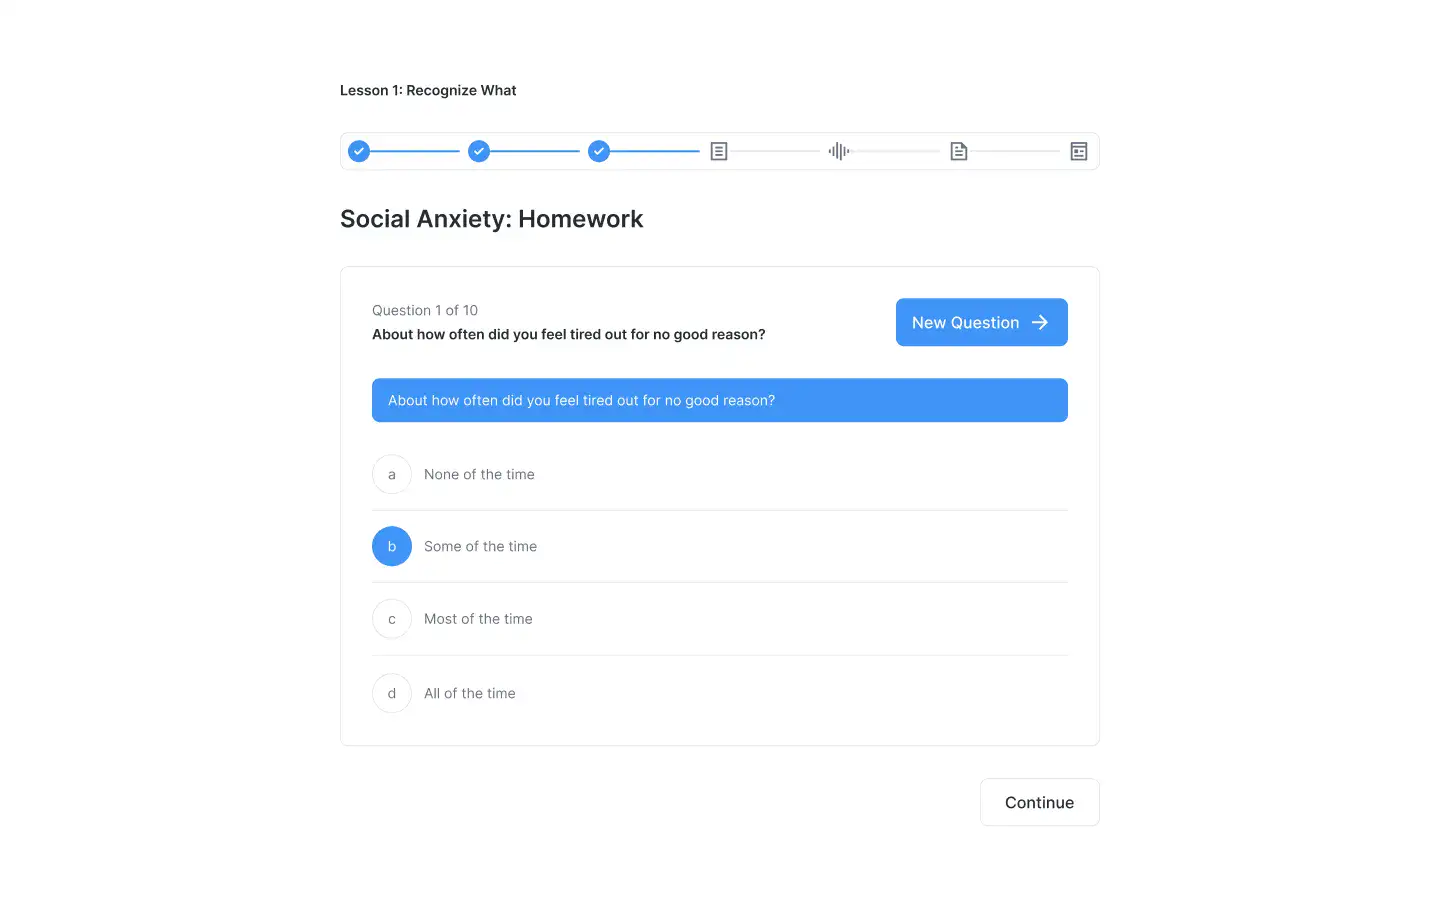 Lesson 1: Recognize What
Social Anxiety: Homework
Question 1 of 10
About how often did you feel tired out for no good reason?
New Question
About how often did you feel tired out for no good reason?
a None of the time
b Some of the time
c Most of the time
d All of the time
Continue